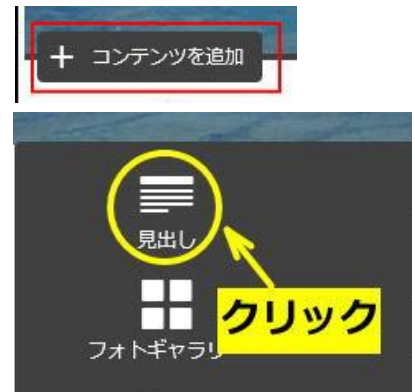 + コンテンツを追加
見出し
クリック
フォトギャラリ